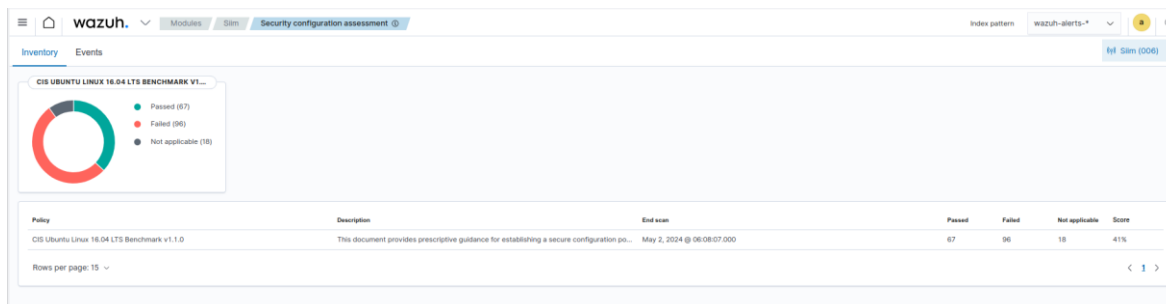 wazuh. Modules Slim Security configuration assessment Index pattern wazuh-alerts-* a
Inventory Events Slim (006)
CIS UBUNTU LINUX 16.04 LTS BENCHMARK V1....
Passed (67)
Failed (96)
Not applicable (18)
Policy Description End scan Passed Failed Not applicable Score
CIS Ubuntu Linux 16.04 LTS Benchmark v1.1.0 This document provides prescriptive guidance for establishing a secure configuration po... May 2, 2024 @ 06:08:07.000 67 96 18 41%
Rows per page: 15 < 1 >